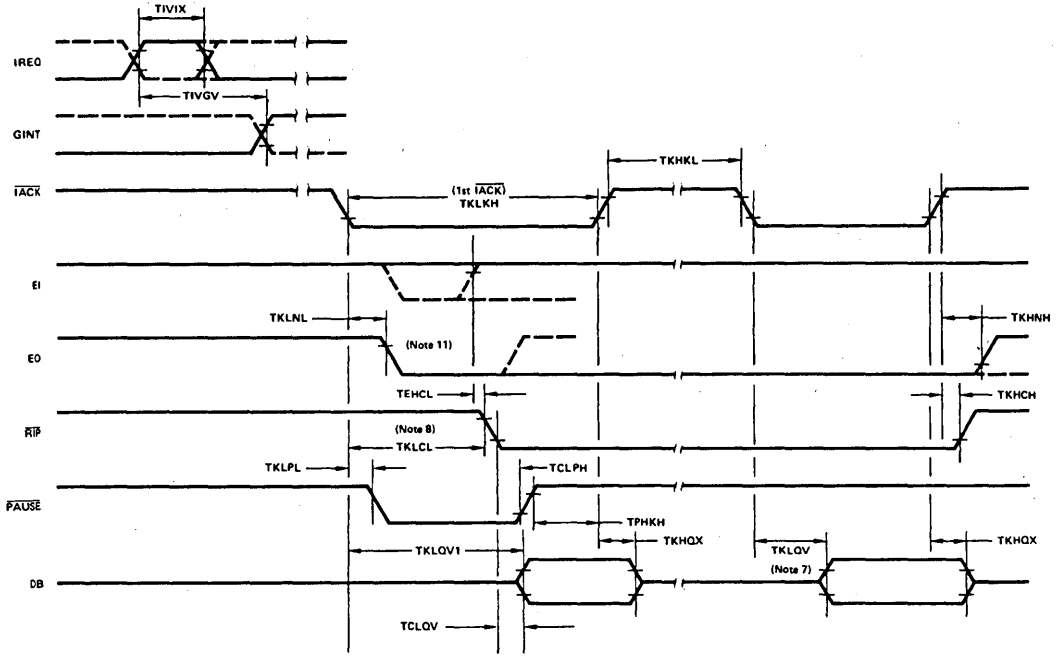 TIVIX
IREQ
TIVGV
GINT
IACK
(1st IACK)
TKLKH
TKHKL
EI
TKLNL
TKHNH
EO
(Note 11)
TEHCL
TKHCH
RIP
(Note 8)
TKLCL
TKLPL
TCLPH
PAUSE
TPHKH
TKLQV1
TKHQX
TKLQV
TKHQX
(Note 7)
DB
TCLQV